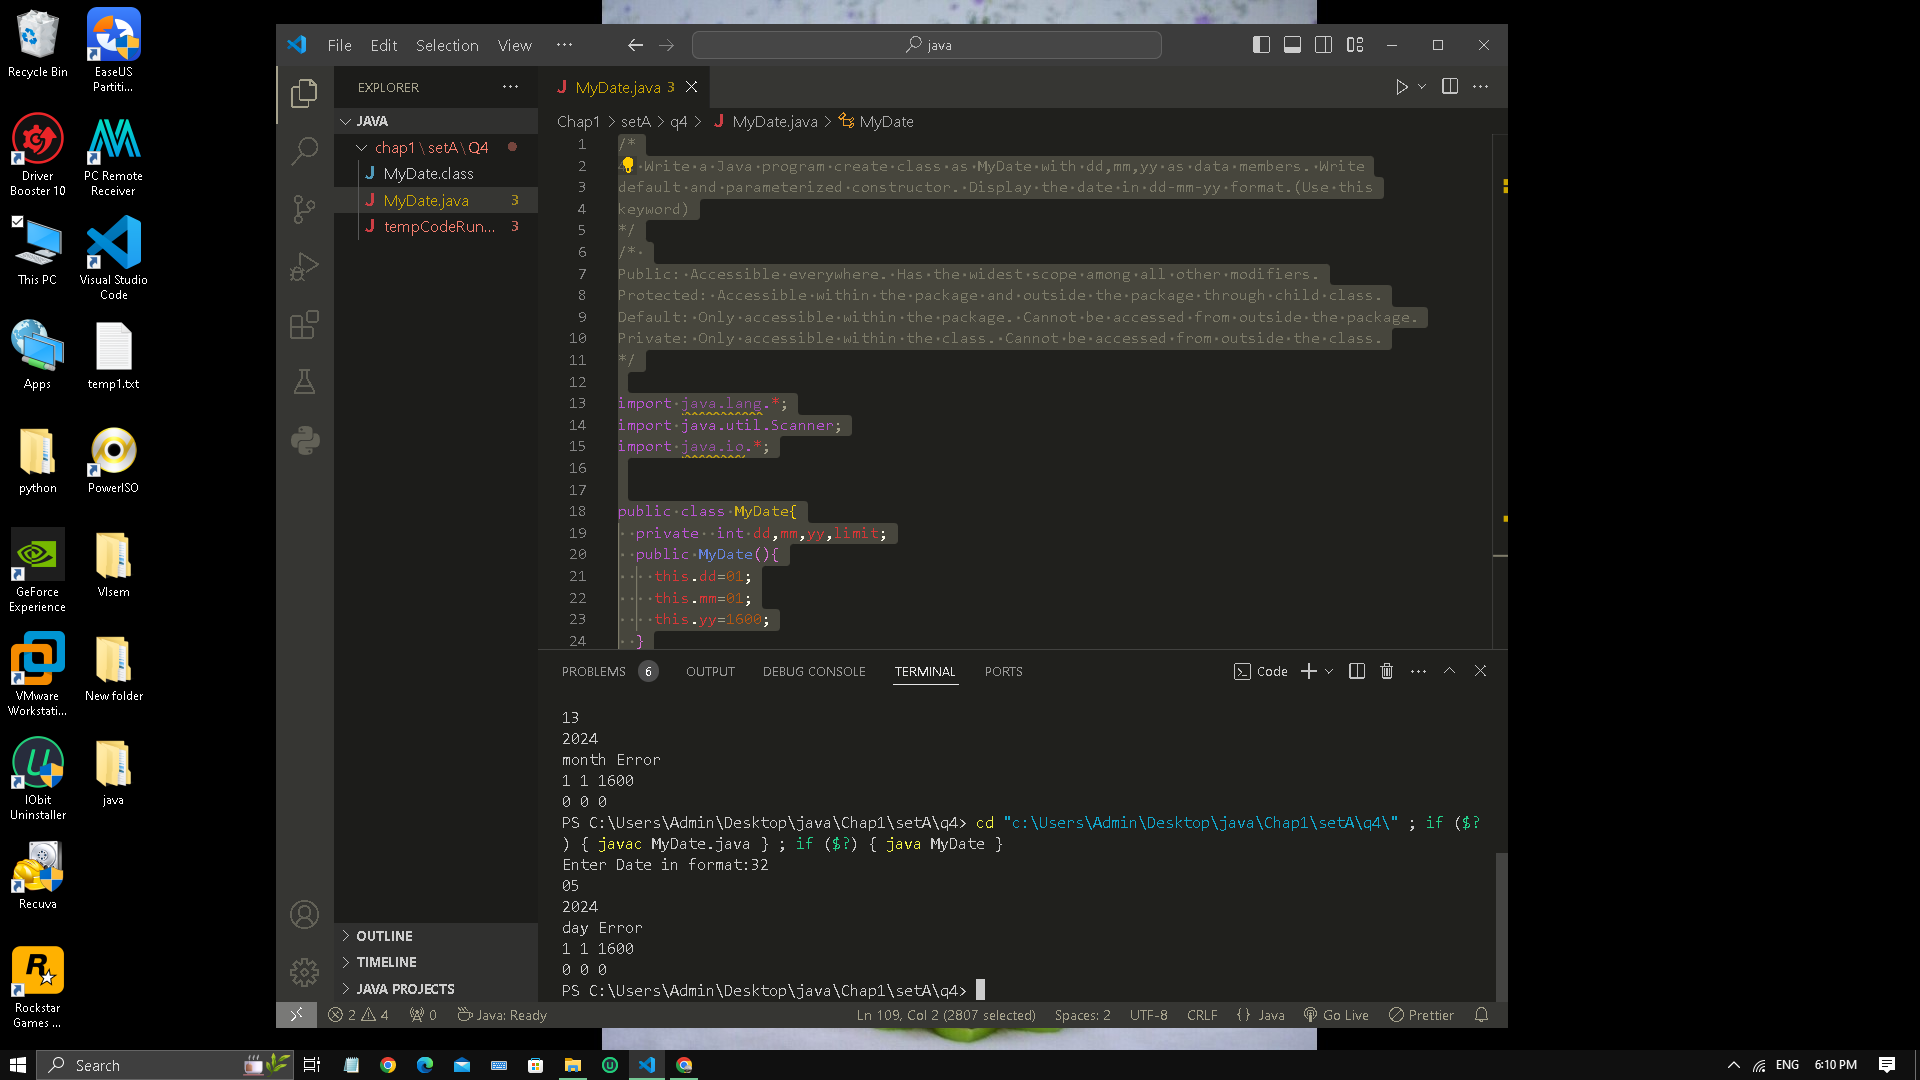 Recycle Bin
EaseUS Partiti...
Driver Booster 10
PC Remote Receiver
This PC
Visual Studio Code
Apps
temp1.txt
python
PowerISO
GeForce Experience
VIsem
VMware Workstati...
New folder
IObit Uninstaller
java
Recuva
Rockstar Games ...
File Edit Selection View ...
java
EXPLORER
JAVA
chap1 \ setA \ Q4
MyDate.class
MyDate.java 3
tempCodeRun... 3
OUTLINE
TIMELINE
JAVA PROJECTS
MyDate.java 3
Chap1 > setA > q4 > MyDate.java > MyDate
1 /*
2 Write a Java program create class as MyDate with dd,mm,yy as data members. Write
3 default and parameterized constructor. Display the date in dd-mm-yy format.(Use this
4 keyword)
5 */
6 /*
7 Public: Accessible everywhere. Has the widest scope among all other modifiers.
8 Protected: Accessible within the package and outside the package through child class.
9 Default: Only accessible within the package. Cannot be accessed from outside the package.
10 Private: Only accessible within the class. Cannot be accessed from outside the class.
11 */
12
13 import java.lang.*;
14 import java.util.Scanner;
15 import java.io.*;
16
17
18 public class MyDate{
19 private int dd,mm,yy,limit;
20 public MyDate(){
21 this.dd=01;
22 this.mm=01;
23 this.yy=1600;
24 }
PROBLEMS 6 OUTPUT DEBUG CONSOLE TERMINAL PORTS Code
13
2024
month Error
1 1 1600
0 0 0
PS C:\Users\Admin\Desktop\java\Chap1\setA\q4> cd "c:\Users\Admin\Desktop\java\Chap1\setA\q4\" ; if ($?
) { javac MyDate.java } ; if ($?) { java MyDate }
Enter Date in format:32
05
2024
day Error
1 1 1600
0 0 0
PS C:\Users\Admin\Desktop\java\Chap1\setA\q4>
2 4 0 Java: Ready Ln 109, Col 2 (2807 selected) Spaces: 2 UTF-8 CRLF {} Java Go Live Prettier
Search ENG 6:10 PM